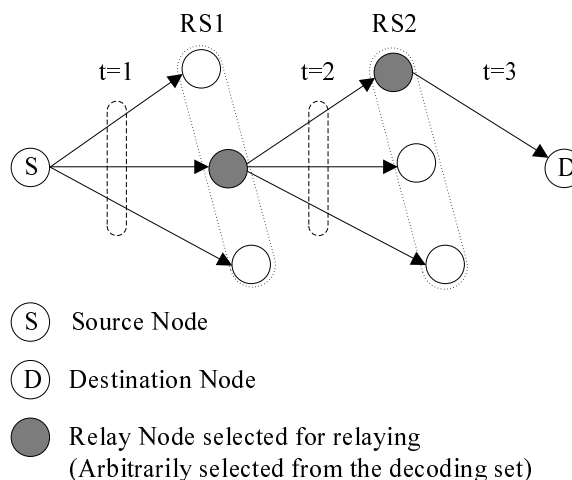 RS1 RS2
t=1 t=2 t=3
S D
S Source Node
D Destination Node
Relay Node selected for relaying
(Arbitrarily selected from the decoding set)